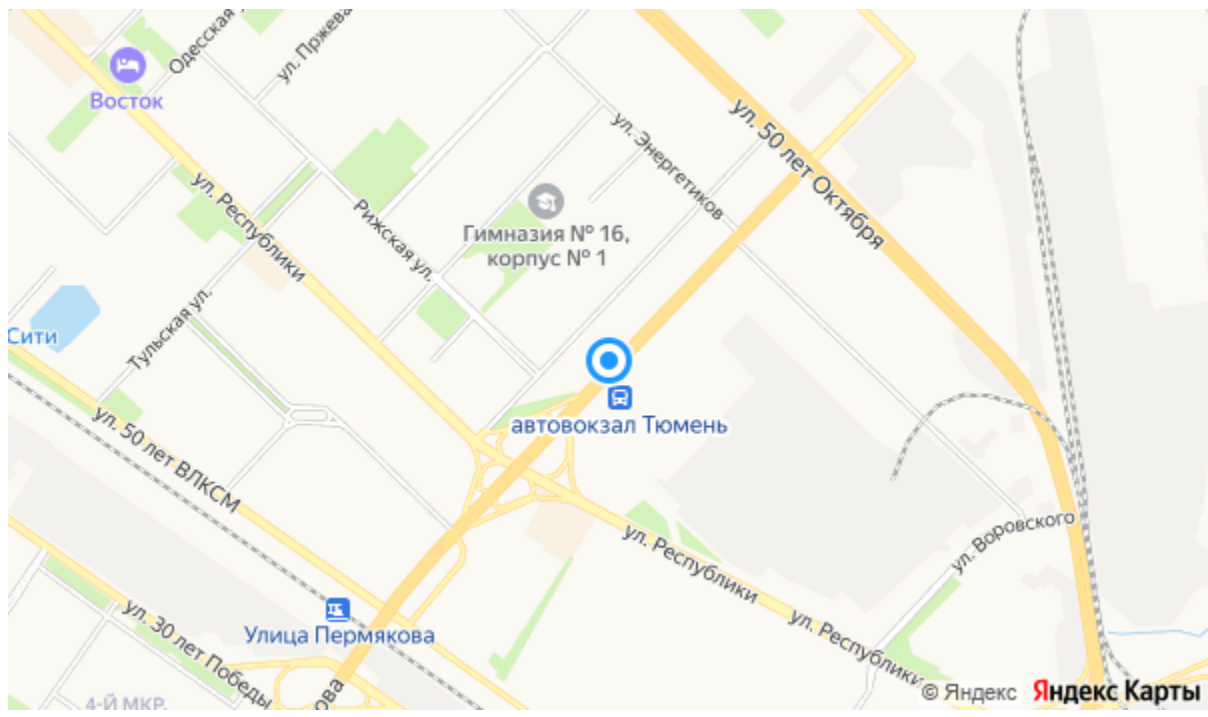 Одесская у
ул. Пржева
Восток
ул. 50 лет Октября
ул. Энергетиков
ул. Республики
Рижская ул.
Гимназия № 16,
корпус № 1
Тульская ул.
Сити
автовокзал Тюмень
ул. 50 лет ВЛКСМ
ул. Республики
ул. Воровского
Улица Пермякова
ул. 30 лет Победы
ул. Республики
4-Й МКР.
ова
© Яндекс Яндекс Карты